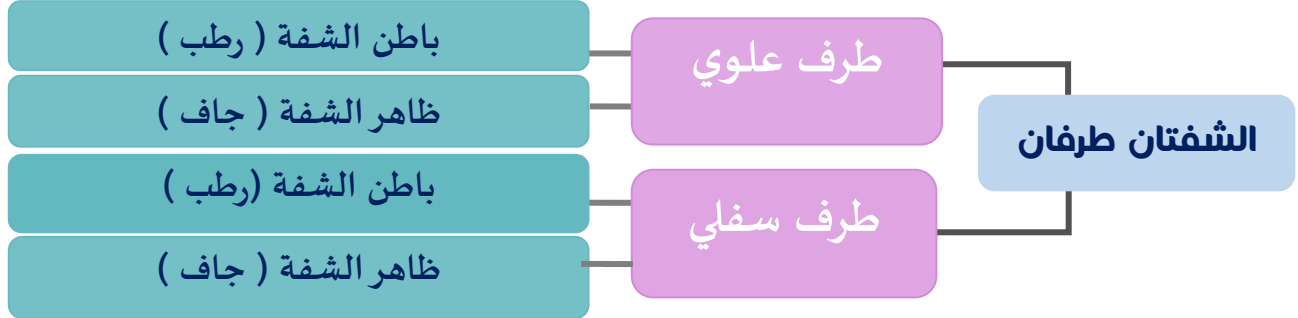 الشفتان طرفان
طرف علوي
باطن الشفة ( رطب )
ظاهر الشفة ( جاف )
طرف سفلي
باطن الشفة (رطب )
ظاهر الشفة ( جاف )